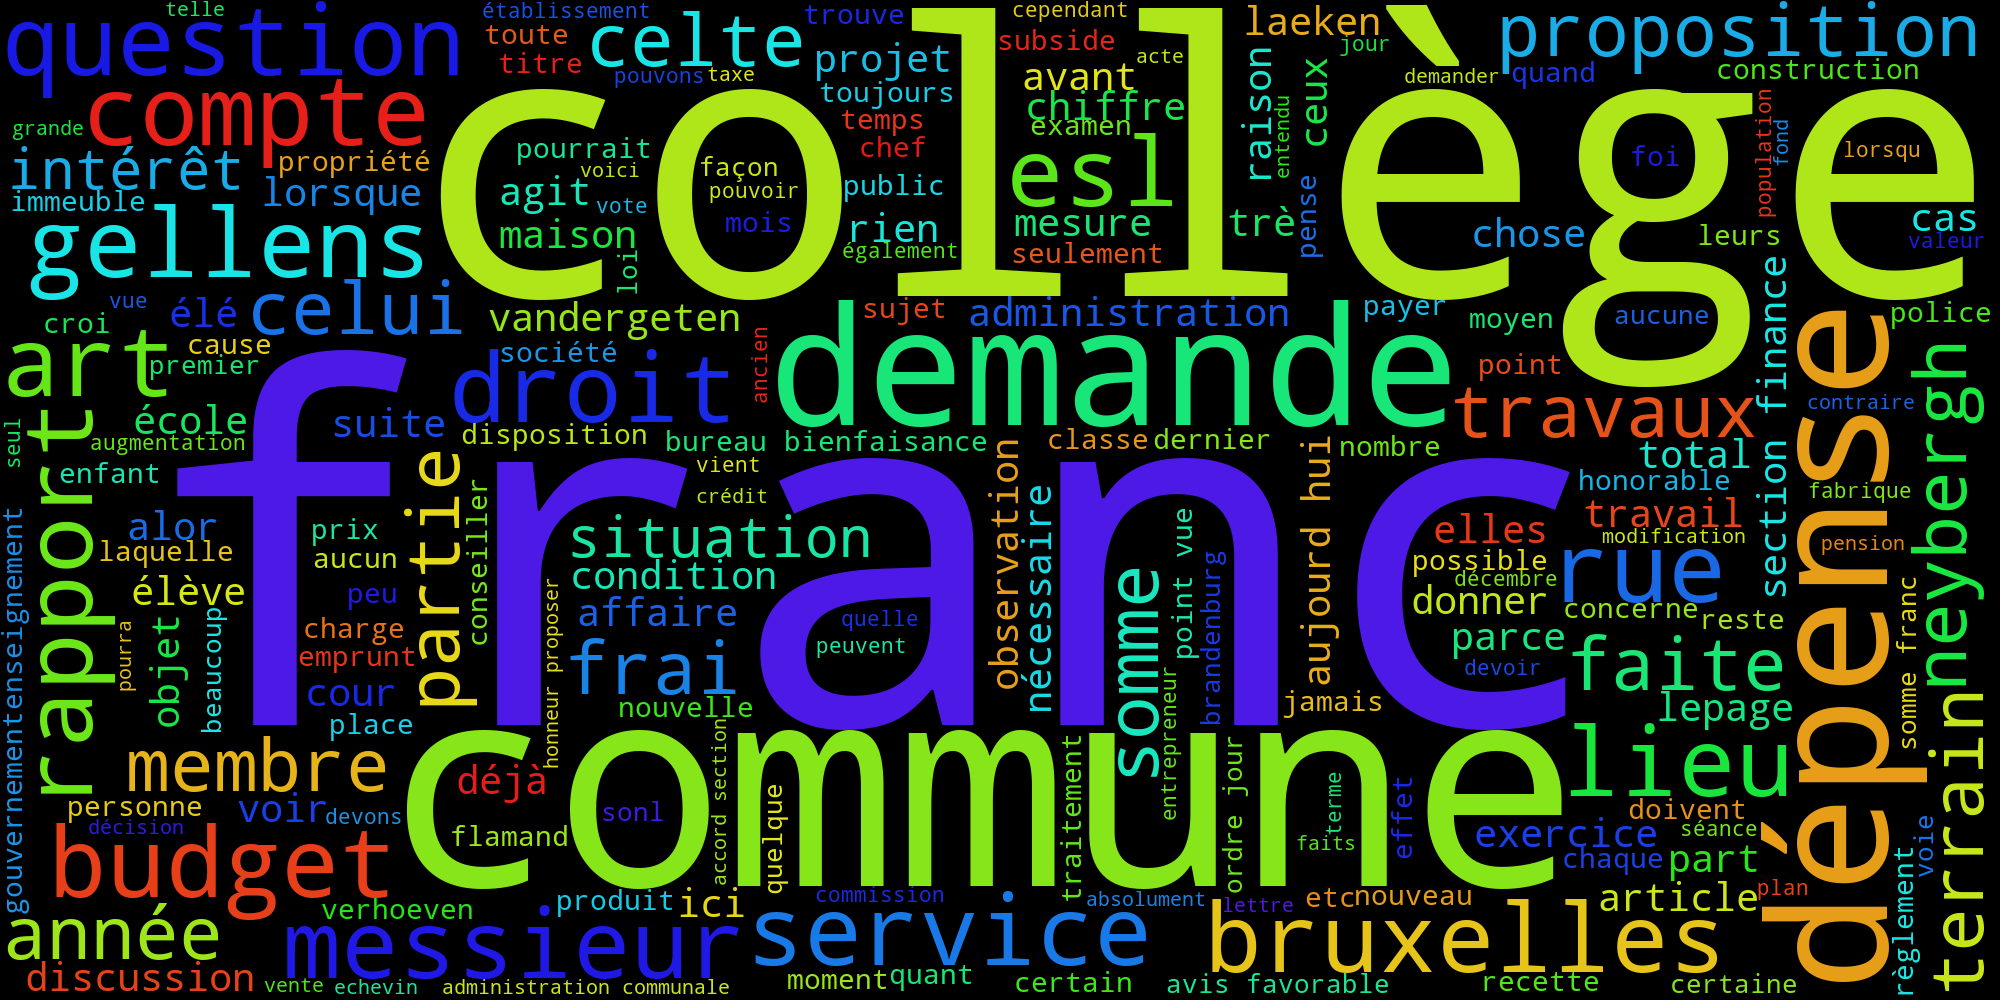 telle
établissement
trouve
cependant
laeken
question
toute
celte
subside
jour
proposition
titre
projet
avant
acte
pouvons
taxe
demander
quand
construction
compte
toujours
chiffre
raison
ceux
collège
grande
temps
examen
entendu
population
fond
pourrait
chef
esl
intérêt
propriété
voici
façon
foi
lorsqu
immeuble
lorsque
agit
vote
pouvoir
public
mesure
trè
pense
cas
gellens
maison
mois
rien
chose
leurs
valeur
loi
également
seulement
vue
élé
celui
vandergeten
sujet
administration
payer
moyen
aucune
police
croi
cause
société
ancien
demande
point
section finance
art
premier
droit
travaux
contraire
dépense
neybergh
seul
école
suite
disposition
bureau bienfaisance
classe
dernier
nombre
augmentation
total
rapport
enfant
franc
partie
vient
crédit
observation
aujourd hui
honorable
fabrique
gouvernementenseignement
alor
prix
conseiller
situation
nécessaire
point vue
elles
travail
modification
pension
laquelle
aucun
condition
brandenburg
possible
décembre
rue
élève
peu
affaire
quelle
somme
donner
concerne
reste
somme franc
pourra
objet
beaucoup
charge
emprunt
honneur proposer
frai
peuvent
parce
devoir
faite
cour
place
nouvelle
entrepreneur
jamais
lepage
terrain
membre
déjà
commune
accord section
traitement
ordre jour
terme
effet
lieu
personne
voir
devons
sonl
doivent
décision
flamand
quelque
faits
exercice
séance
voie
budget
chaque
part
règlement
produit
ici
commission
absolument
lettre
etc
nouveau
article
plan
année
verhoeven
messieur
service
bruxelles
discussion
vente
echevin
administration communale
moment
quant
certain
avis favorable
recette
certaine